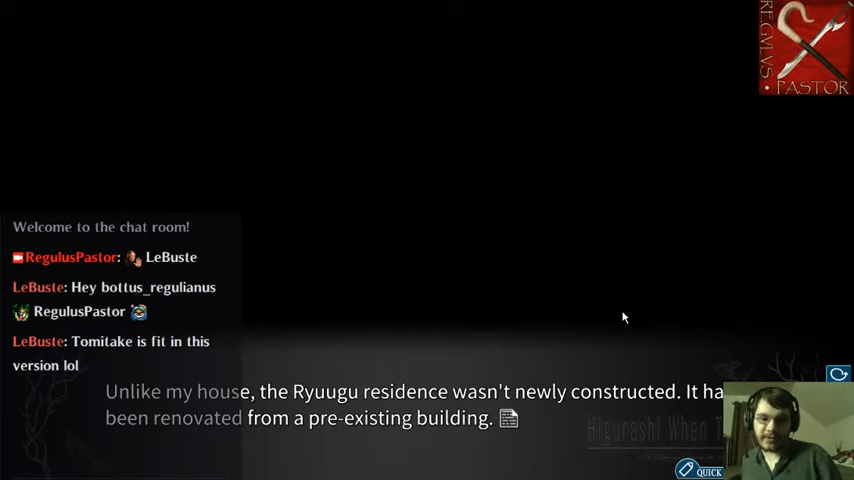 REGVLVS
• PASTOR
Welcome to the chat room!
RegulusPastor: LeBuste
LeBuste: Hey bottus_regulianus
RegulusPastor
LeBuste: Tomitake is fit in this
version lol
Unlike my house, the Ryuugu residence wasn't newly constructed. It ha
been renovated from a pre-existing building.
Higurashi When T
QUICK